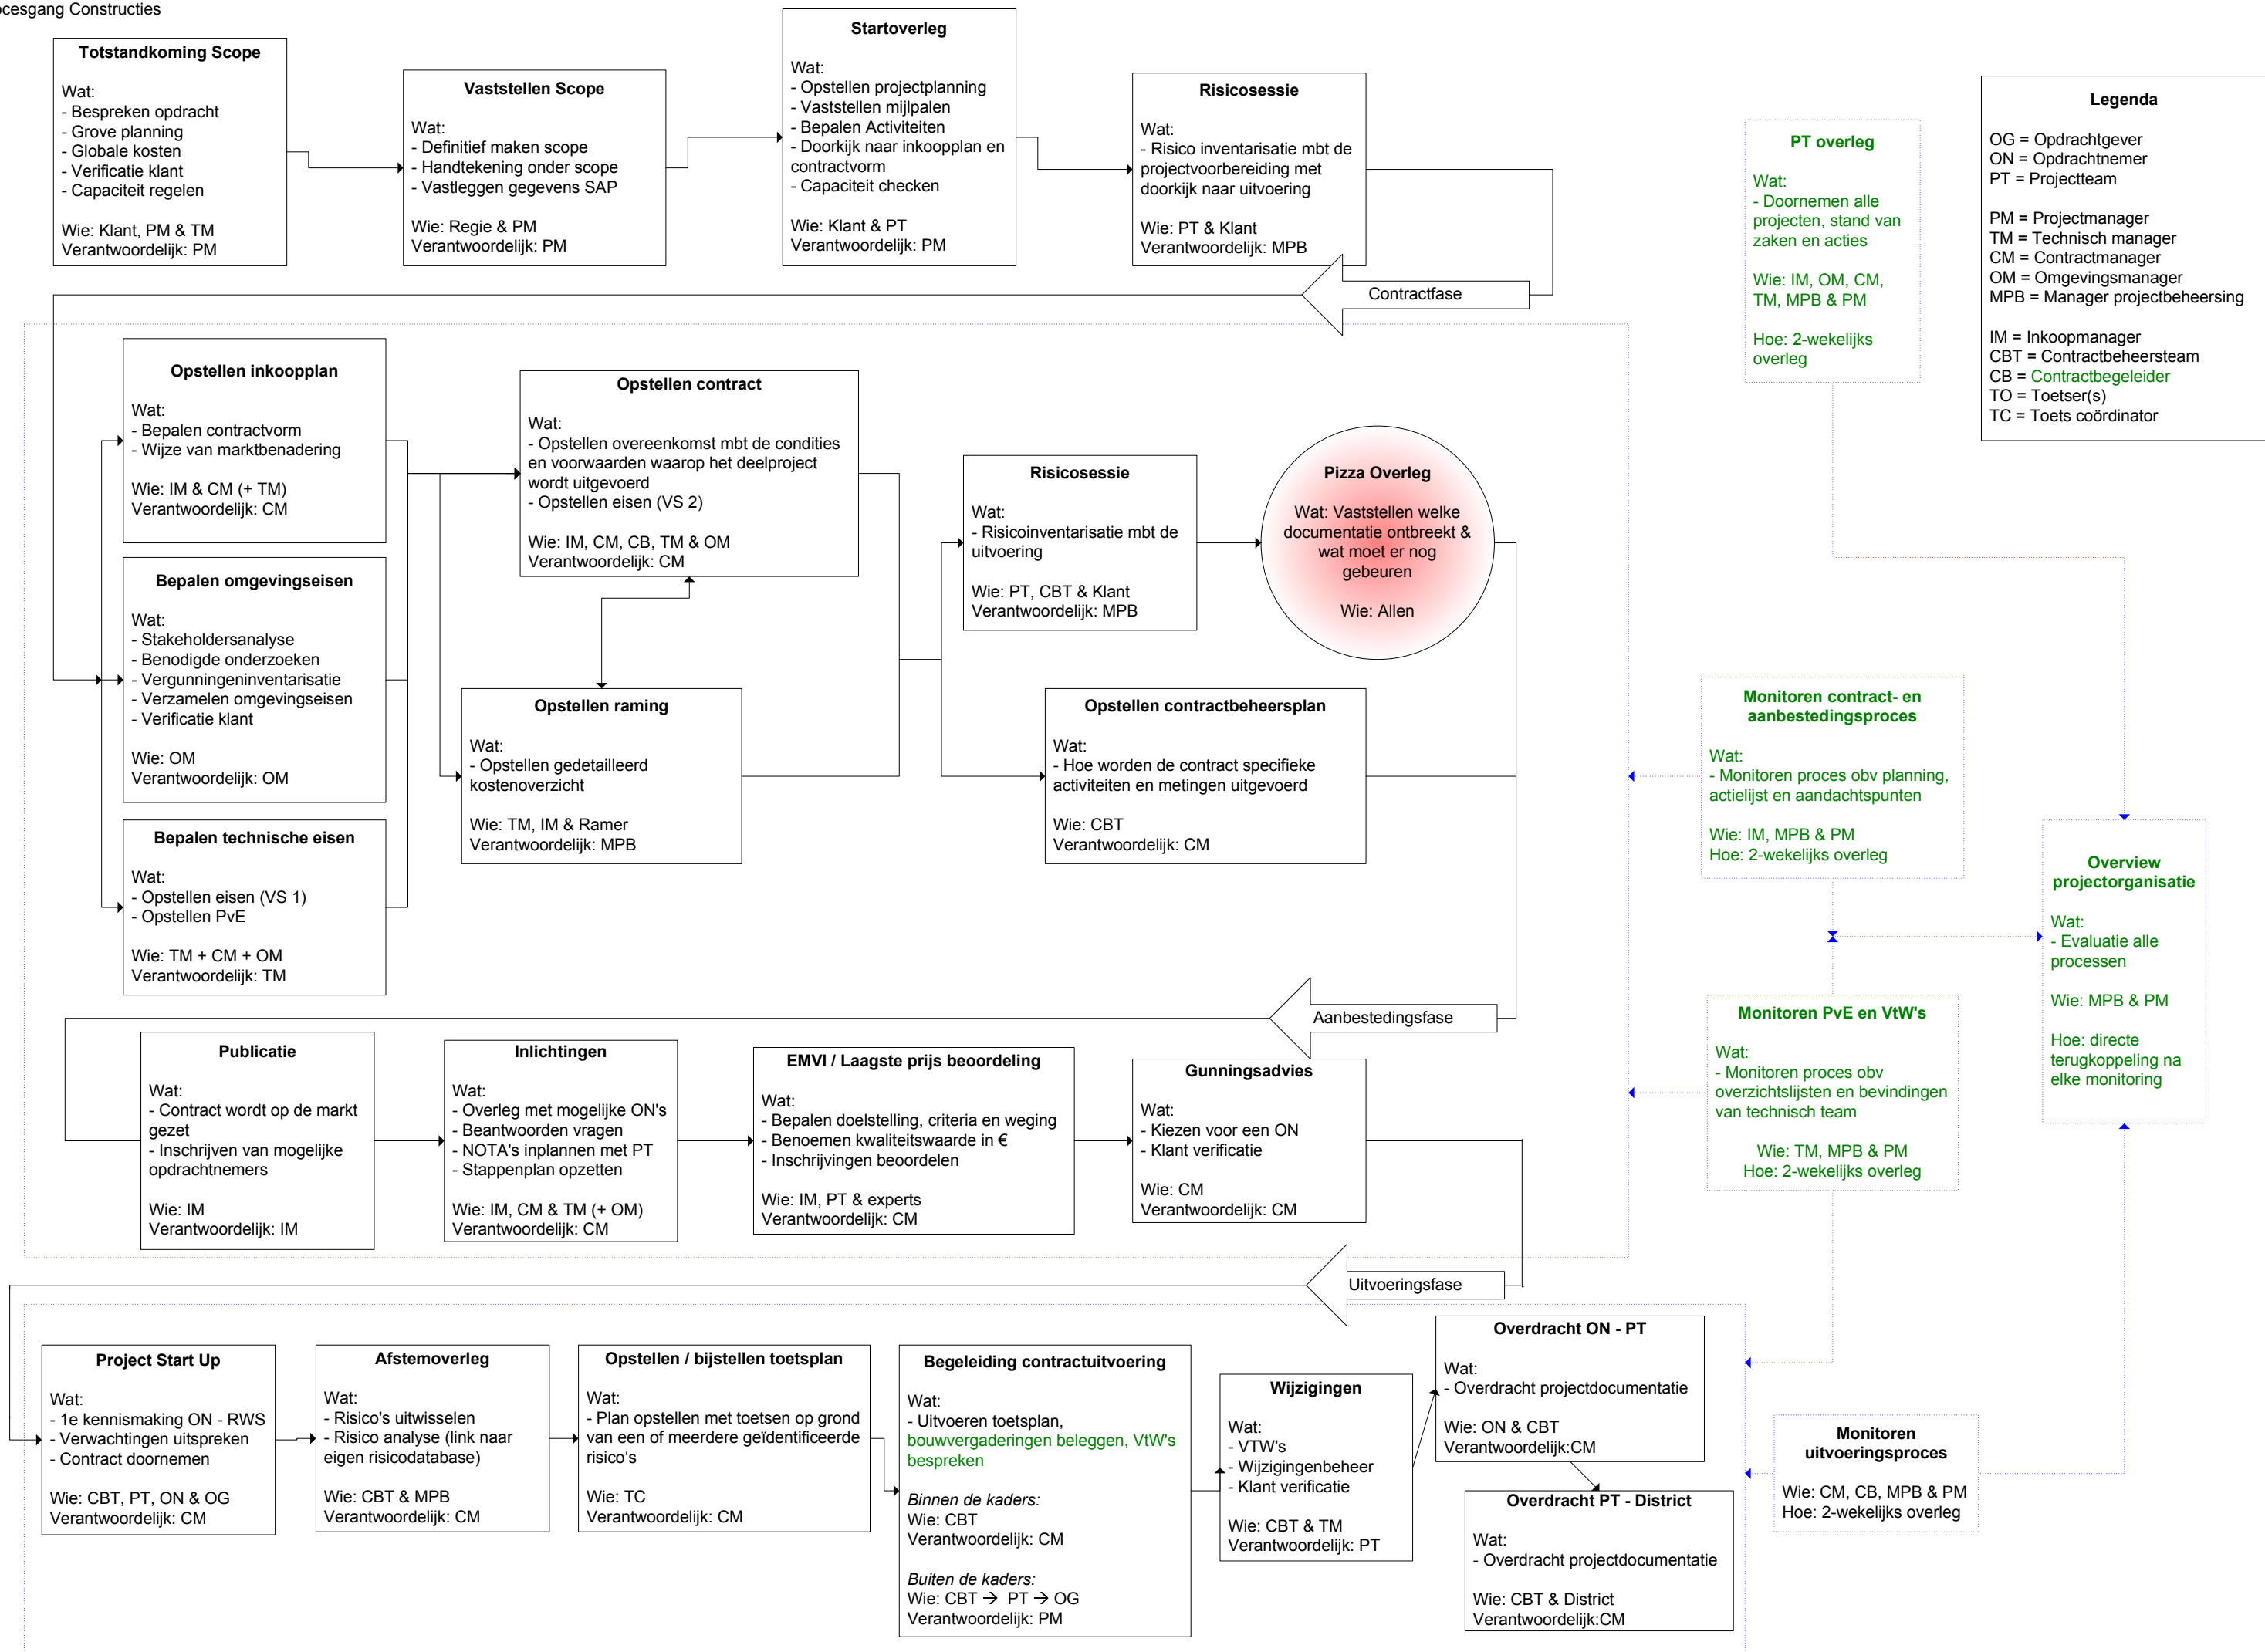 ocesgang Constructies
Totstandkoming Scope
Wat:
- Bespreken opdracht
- Grove planning
- Globale kosten
- Verificatie klant
- Capaciteit regelen
Wie: Klant, PM & TM
Verantwoordelijk: PM
Vaststellen Scope
Wat:
- Definitief maken scope
- Handtekening onder scope
- Vastleggen gegevens SAP
Wie: Regie & PM
Verantwoordelijk: PM
Startoverleg
Wat:
- Opstellen projectplanning
- Vaststellen mijlpalen
- Bepalen Activiteiten
- Doorkijk naar inkoopplan en
contractvorm
- Capaciteit checken
Wie: Klant & PT
Verantwoordelijk: PM
Risicosessie
Wat:
- Risico inventarisatie mbt de
projectvoorbereiding met
doorkijk naar uitvoering
Wie: PT & Klant
Verantwoordelijk: MPB
PT overleg
Wat:
- Doornemen alle
projecten, stand van
zaken en acties
Wie: IM, OM, CM,
TM, MPB & PM
Hoe: 2-wekelijks
overleg
Legenda
OG = Opdrachtgever
ON = Opdrachtnemer
PT = Projectteam
PM = Projectmanager
TM = Technisch manager
CM = Contractmanager
OM = Omgevingsmanager
MPB = Manager projectbeheersing
IM = Inkoopmanager
CBT = Contractbeheersteam
CB = Contractbegeleider
TO = Toetser(s)
TC = Toets coördinator
Contractfase
Opstellen inkoopplan
Wat:
- Bepalen contractvorm
- Wijze van marktbenadering
Wie: IM & CM (+ TM)
Verantwoordelijk: CM
Bepalen omgevingseisen
Wat:
- Stakeholdersanalyse
- Benodigde onderzoeken
- Vergunningeninventarisatie
- Verzamelen omgevingseisen
- Verificatie klant
Wie: OM
Verantwoordelijk: OM
Bepalen technische eisen
Wat:
- Opstellen eisen (VS 1)
- Opstellen PvE
Wie: TM + CM + OM
Verantwoordelijk: TM
Opstellen contract
Wat:
- Opstellen overeenkomst mbt de condities
en voorwaarden waarop het deelproject
wordt uitgevoerd
- Opstellen eisen (VS 2)
Wie: IM, CM, CB, TM & OM
Verantwoordelijk: CM
Opstellen raming
Wat:
- Opstellen gedetailleerd
kostenoverzicht
Wie: TM, IM & Ramer
Verantwoordelijk: MPB
Risicosessie
Wat:
- Risicoinventarisatie mbt de
uitvoering
Wie: PT, CBT & Klant
Verantwoordelijk: MPB
Pizza Overleg
Wat: Vaststellen welke
documentatie ontbreekt &
wat moet er nog
gebeuren
Wie: Allen
Opstellen contractbeheersplan
Wat:
- Hoe worden de contract specifieke
activiteiten en metingen uitgevoerd
Wie: CBT
Verantwoordelijk: CM
Monitoren contract- en
aanbestedingsproces
Wat:
- Monitoren proces obv planning,
actielijst en aandachtspunten
Wie: IM, MPB & PM
Hoe: 2-wekelijks overleg
Overview
projectorganisatie
Wat:
- Evaluatie alle
processen
Wie: MPB & PM
Hoe: directe
terugkoppeling na
elke monitoring
Monitoren PvE en VtW's
Wat:
- Monitoren proces obv
overzichtslijsten en bevindingen
van technisch team
Wie: TM, MPB & PM
Hoe: 2-wekelijks overleg
Aanbestedingsfase
Publicatie
Wat:
- Contract wordt op de markt
gezet
- Inschrijven van mogelijke
opdrachtnemers
Wie: IM
Verantwoordelijk: IM
Inlichtingen
Wat:
- Overleg met mogelijke ON's
- Beantwoorden vragen
- NOTA's inplannen met PT
- Stappenplan opzetten
Wie: IM, CM & TM (+ OM)
Verantwoordelijk: CM
EMVI / Laagste prijs beoordeling
Wat:
- Bepalen doelstelling, criteria en weging
- Benoemen kwaliteitswaarde in €
- Inschrijvingen beoordelen
Wie: IM, PT & experts
Verantwoordelijk: CM
Gunningsadvies
Wat:
- Kiezen voor een ON
- Klant verificatie
Wie: CM
Verantwoordelijk: CM
Uitvoeringsfase
Project Start Up
Wat:
- 1e kennismaking ON - RWS
- Verwachtingen uitspreken
- Contract doornemen
Wie: CBT, PT, ON & OG
Verantwoordelijk: CM
Afstemoverleg
Wat:
- Risico's uitwisselen
- Risico analyse (link naar
eigen risicodatabase)
Wie: CBT & MPB
Verantwoordelijk: CM
Opstellen / bijstellen toetsplan
Wat:
- Plan opstellen met toetsen op grond
van een of meerdere geïdentificeerde
risico‘s
Wie: TC
Verantwoordelijk: CM
Begeleiding contractuitvoering
Wat:
- Uitvoeren toetsplan,
bouwvergaderingen beleggen, VtW's
bespreken
Binnen de kaders:
Wie: CBT
Verantwoordelijk: CM
Buiten de kaders:
Wie: CBT → PT → OG
Verantwoordelijk: PM
Wijzigingen
Wat:
- VTW's
- Wijzigingenbeheer
- Klant verificatie
Wie: CBT & TM
Verantwoordelijk: PT
Overdracht ON - PT
Wat:
- Overdracht projectdocumentatie
Wie: ON & CBT
Verantwoordelijk:CM
Overdracht PT - District
Wat:
- Overdracht projectdocumentatie
Wie: CBT & District
Verantwoordelijk:CM
Monitoren
uitvoeringsproces
Wie: CM, CB, MPB & PM
Hoe: 2-wekelijks overleg